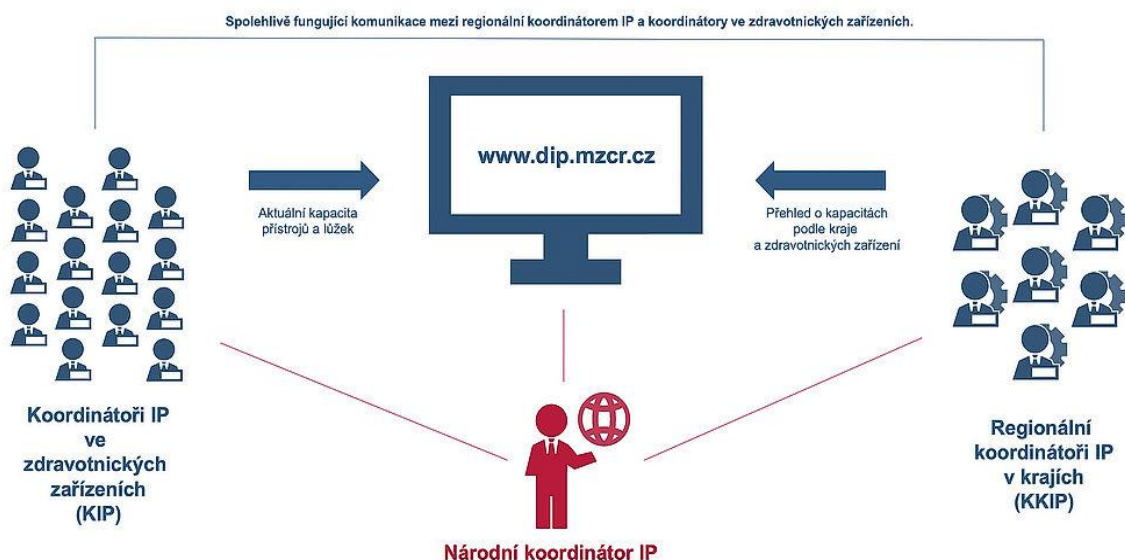 Spolehlivě fungující komunikace mezi regionální koordinátorem IP a koordinátory ve zdravotnických zařízeních.
www.dip.mzcr.cz
Aktuální kapacita
přístrojů a lůžek
Přehled o kapacitách
podle kraje
a zdravotnických zařízení
Koordinátoři IP
ve
zdravotnických
zařízeních
(KIP)
Regionální
koordinátoři IP
v krajích
(KKIP)
Národní koordinátor IP